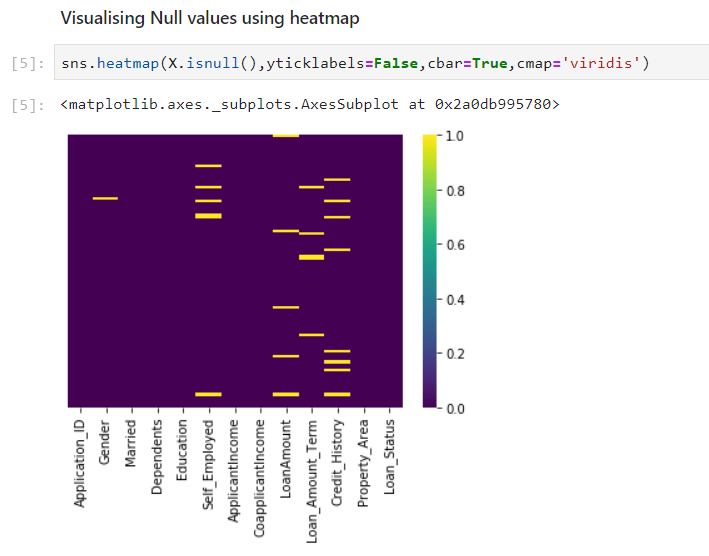 Visualising Null values using heatmap
[5]: sns.heatmap(X.isnull(),yticklabels=False,cbar=True,cmap='viridis')
[5]: <matplotlib.axes._subplots.AxesSubplot at 0x2a0db995780>
1.0
0.8
0.6
0.4
0.2
0.0
Application_ID
Gender
Married
Dependents
Education
Self_Employed
ApplicantIncome
CoapplicantIncome
LoanAmount
Loan_Amount_Term
Credit_History
Property_Area
Loan_Status